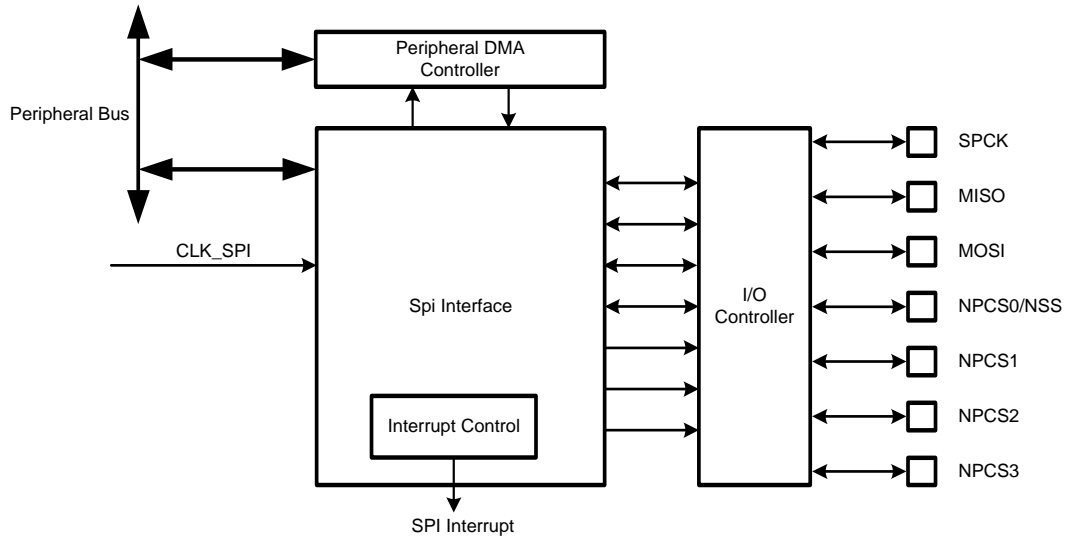 Peripheral DMA
Controller
Peripheral Bus
CLK_SPI
Spi Interface
Interrupt Control
SPI Interrupt
I/O
Controller
SPCK
MISO
MOSI
NPCS0/NSS
NPCS1
NPCS2
NPCS3